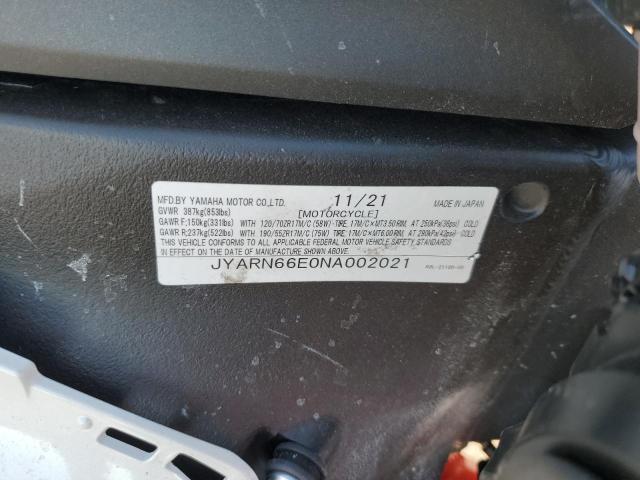 MFD.BY YAMAHA MOTOR CO.,LTD. 11/21 MADE IN JAPAN
GVWR 387kg(853lbs) [MOTORCYCLE]
GAWR F;150kg(331lbs) WITH 120/70ZR17M/C (58W) TIRE, 17M/C×MT3.50 RIM, AT 250kPa(36psi) COLD
GAWR R;237kg(522lbs) WITH 190/55ZR17M/C (75W) TIRE, 17M/C×MT6.00 RIM, AT 290kPa(42psi) COLD
THIS VEHICLE CONFORMS TO ALL APPLICABLE FEDERAL MOTOR VEHICLE SAFETY STANDARDS
IN EFFECT ON THE DATE OF MANUFACTURE SHOWN ABOVE.
JYARN66E0NA002021